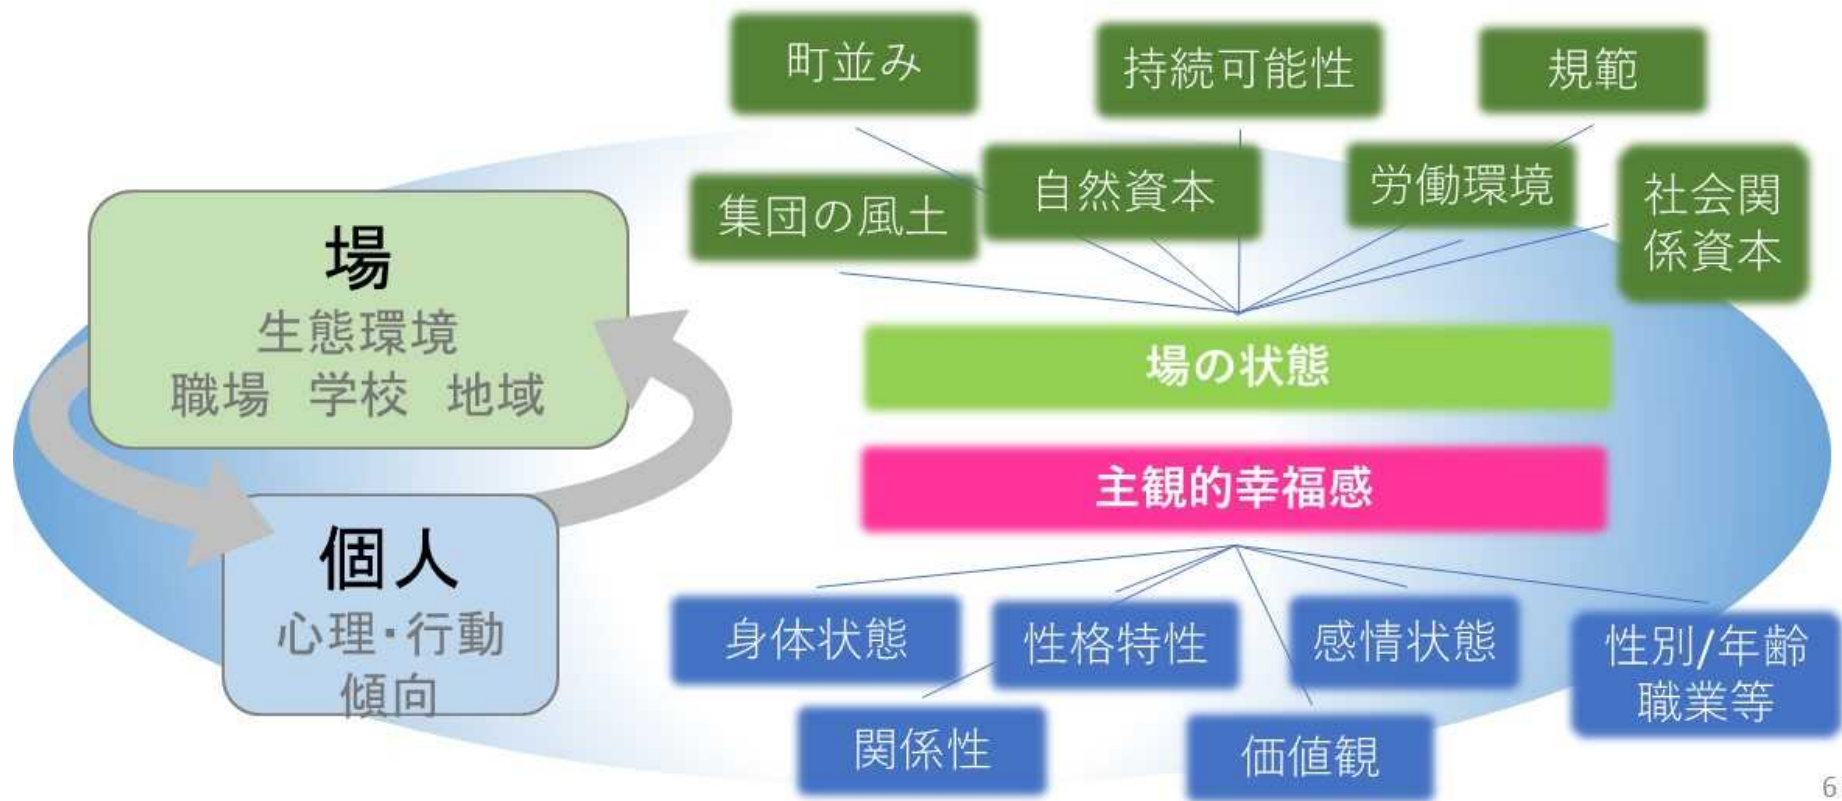 町並み
持続可能性
規範
集団の風土
自然資本
労働環境
社会関
係資本
場
生態環境
職場　学校　地域
場の状態
主観的幸福感
個人
心理・行動
傾向
身体状態
性格特性
感情状態
性別/年齢
職業等
関係性
価値観
6